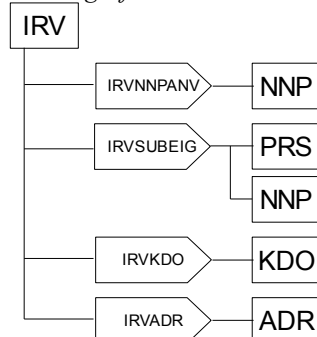 IRV
IRVNNPANV NNP
IRVSUBEIG PRS
NNP
IRVKDO KDO
IRVADR ADR